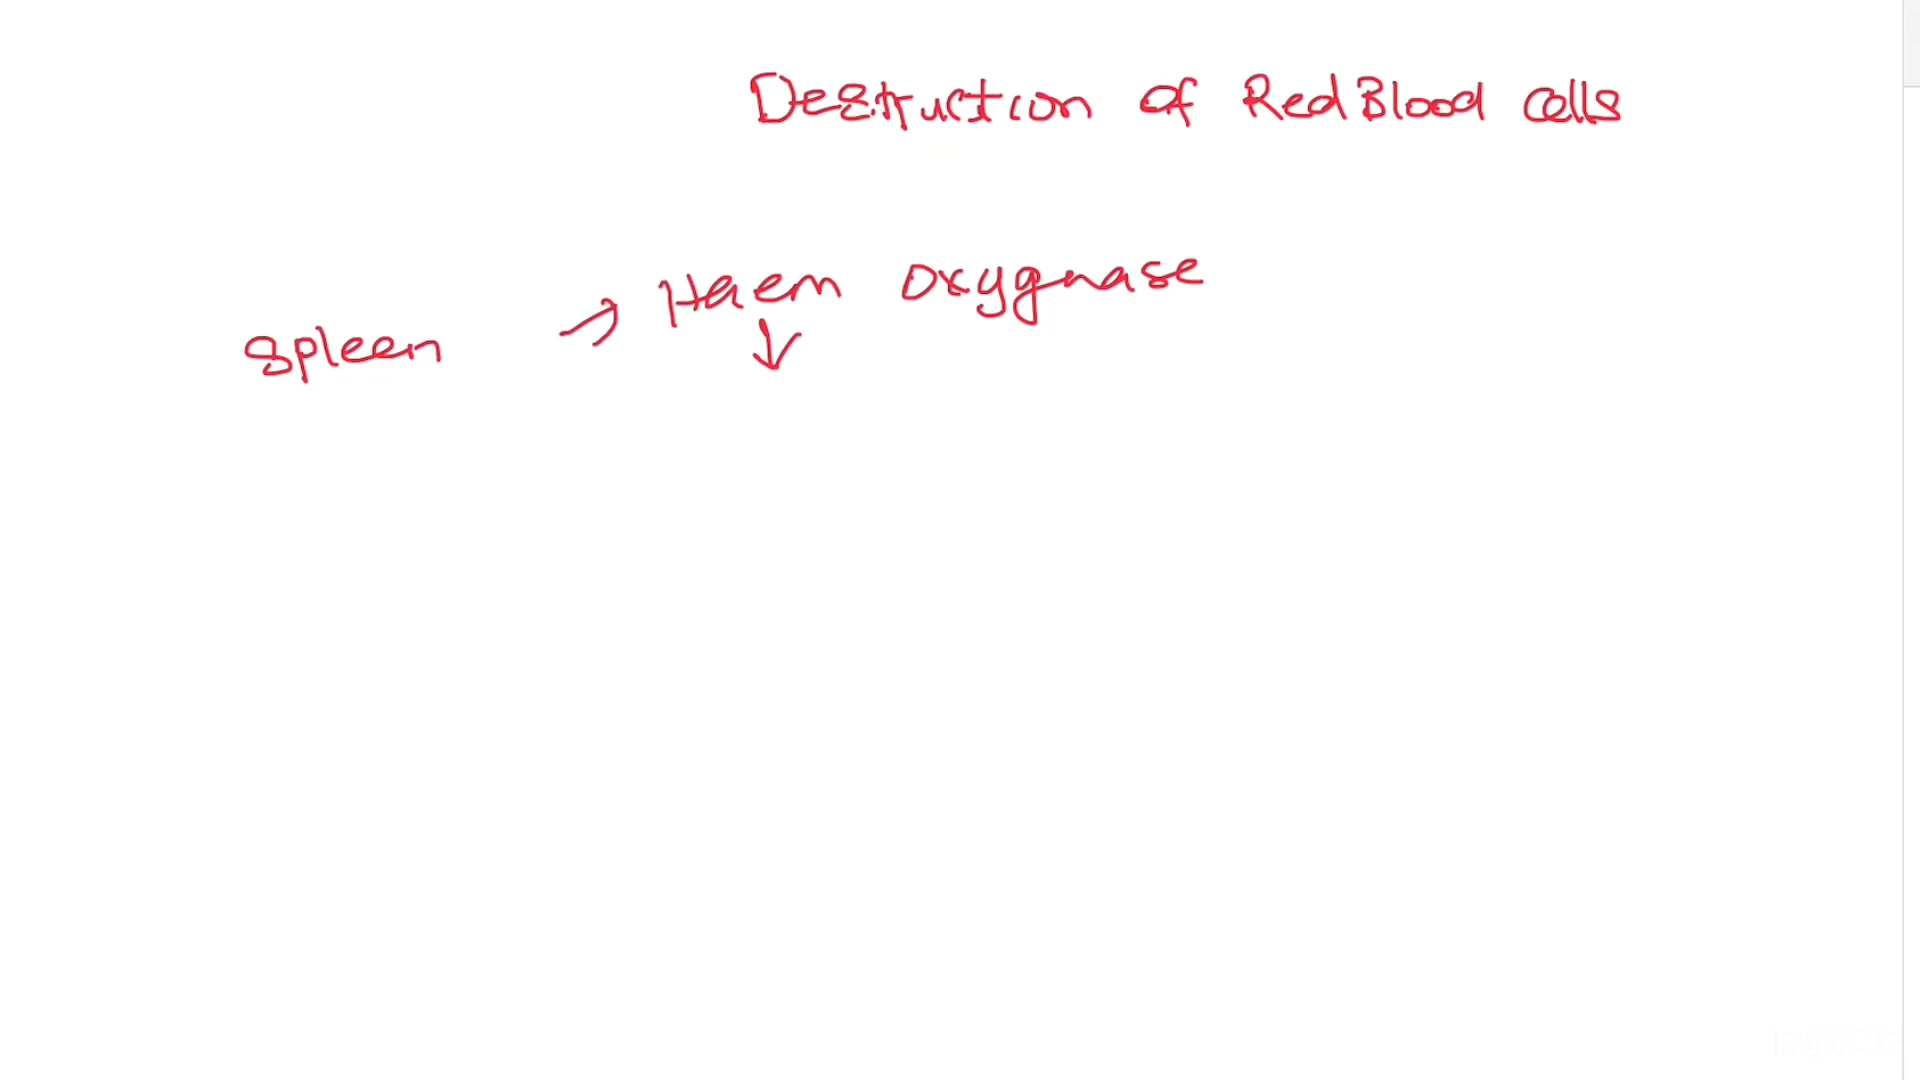 Destruction of Red Blood cells
Spleen → Haem oxygnase
↓